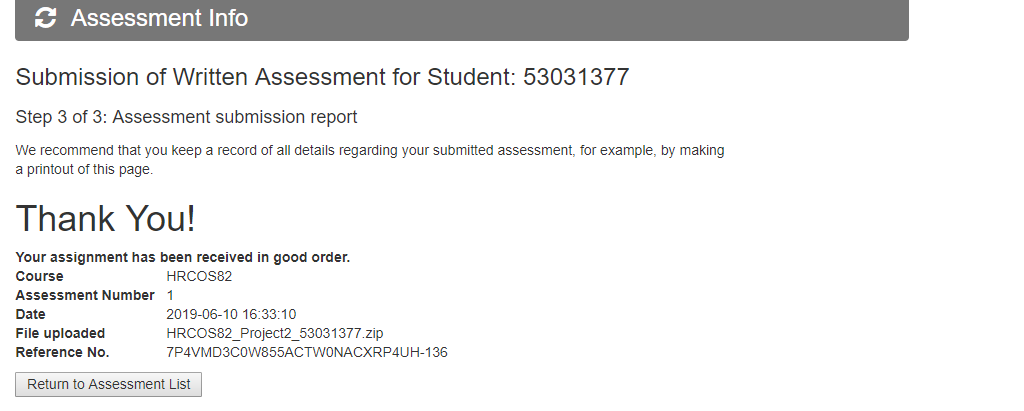 Assessment Info
Submission of Written Assessment for Student: 53031377
Step 3 of 3: Assessment submission report
We recommend that you keep a record of all details regarding your submitted assessment, for example, by making
a printout of this page.
Thank You!
Your assignment has been received in good order.
Course HRCOS82
Assessment Number 1
Date 2019-06-10 16:33:10
File uploaded HRCOS82_Project2_53031377.zip
Reference No. 7P4VMD3C0W855ACTW0NACXRP4UH-136
Return to Assessment List